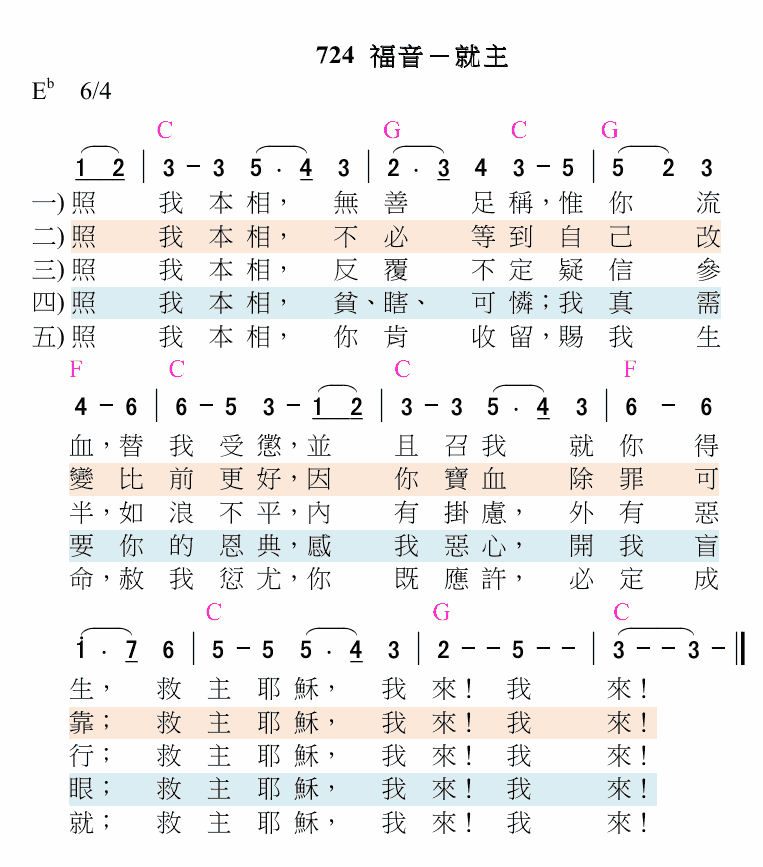 724 福音－就主
E♭ 6/4
C G C G
1 2 | 3 - 3 5 . 4 3 | 2 . 3 4 3 - 5 | 5 2 3
一) 照 我 本 相， 無 善 足 稱，惟 你 流
二) 照 我 本 相， 不 必 等 到 自 己 改
三) 照 我 本 相， 反 覆 不 定 疑 信 參
四) 照 我 本 相， 貧、瞎、 可 憐；我 真 需
五) 照 我 本 相， 你 肯 收 留，賜 我 生
F C C F
4 - 6 | 6 - 5 3 - 1 2 | 3 - 3 5 . 4 3 | 6 - 6
血，替 我 受 懲，並 且 召 我 就 你 得
變 比 前 更 好，因 你 寶 血 除 罪 可
半，如 浪 不 平，內 有 掛 慮， 外 有 惡
要 你 的 恩 典，感 我 惡 心， 開 我 盲
命，赦 我 愆 尤，你 既 應 許， 必 定 成
C G C
i . 7 6 | 5 - 5 5 . 4 3 | 2 - - 5 - - | 3 - - 3 - ||
生， 救 主 耶 穌， 我 來！ 我 來！
靠； 救 主 耶 穌， 我 來！ 我 來！
行； 救 主 耶 穌， 我 來！ 我 來！
眼； 救 主 耶 穌， 我 來！ 我 來！
就； 救 主 耶 穌， 我 來！ 我 來！